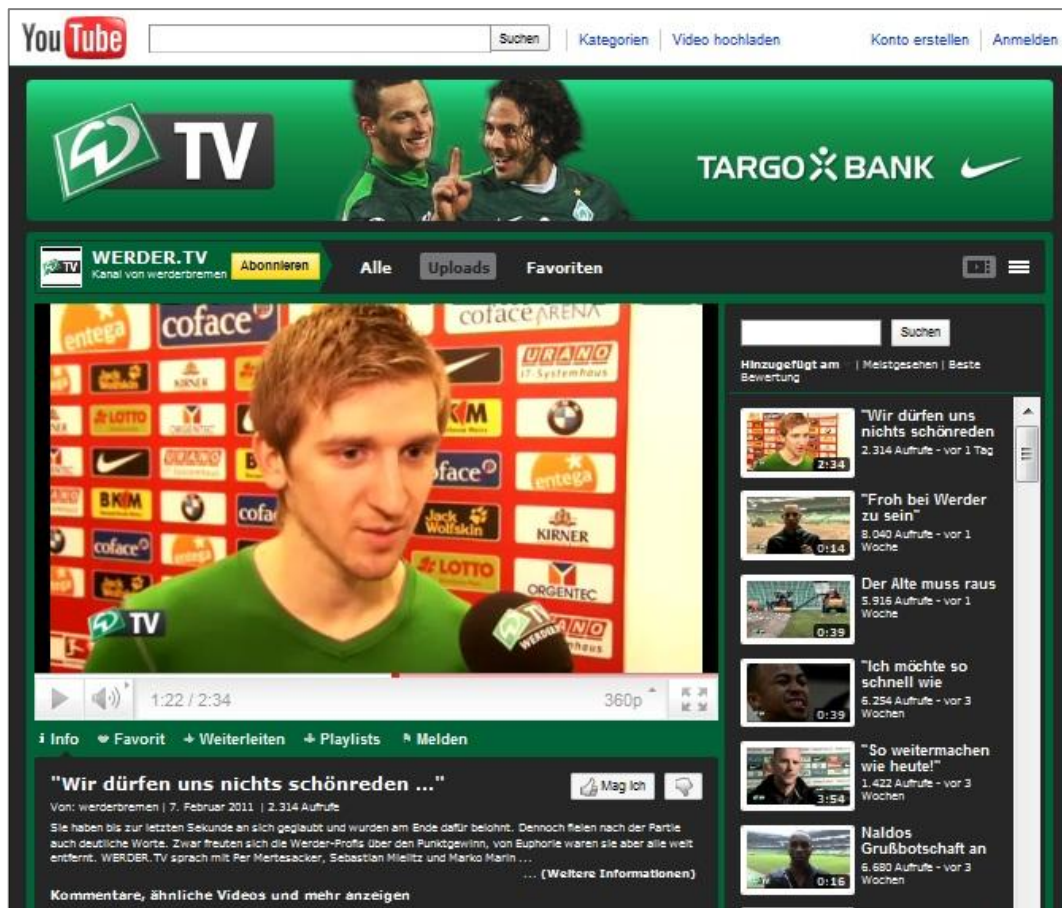 YouTube Suchen Kategorien Video hochladen Konto erstellen Anmelden
TV TARGO BANK
WERDER.TV
Kanal von werderbremen
Abonnieren Alle Uploads Favoriten
entega coface coface ARENA
URANO
IT-Systemhaus
KIRNER
LOTTO
ORGENTEC
BKM
coface
entega
Jack Wolfskin
KIRNER
LOTTO
ORGENTEC
coface
TV
WERDER
1:22 / 2:34 360p
Info Favorit Weiterleiten Playlists Melden
"Wir dürfen uns nichts schönreden ..." Mag ich
Von: werderbremen | 7. Februar 2011 | 2.314 Aufrufe
Sie haben bis zur letzten Sekunde an sich geglaubt und wurden am Ende dafür belohnt. Dennoch fielen nach der Partie
auch deutliche Worte. Zwar freuten sich die Werder-Profis über den Punktgewinn, von Euphorie waren sie aber alle weit
entfernt. WERDER.TV sprach mit Per Mertesacker, Sebastian Mielitz und Marko Marin ...
... (Weitere Informationen)
Kommentare, ähnliche Videos und mehr anzeigen
Suchen
Hinzugefügt am | Meistgesehen | Beste
Bewertung
"Wir dürfen uns
nichts schönreden
2.314 Aufrufe - vor 1 Tag
2:34
"Froh bei Werder
zu sein"
8.040 Aufrufe - vor 1
Woche
0:14
Der Alte muss raus
5.916 Aufrufe - vor 1
Woche
0:39
"Ich möchte so
schnell wie
6.254 Aufrufe - vor 3
Wochen
0:39
"So weitermachen
wie heute!"
1.422 Aufrufe - vor 3
Wochen
3:54
Naldos
Grußbotschaft an
6.680 Aufrufe - vor 3
Wochen
0:16